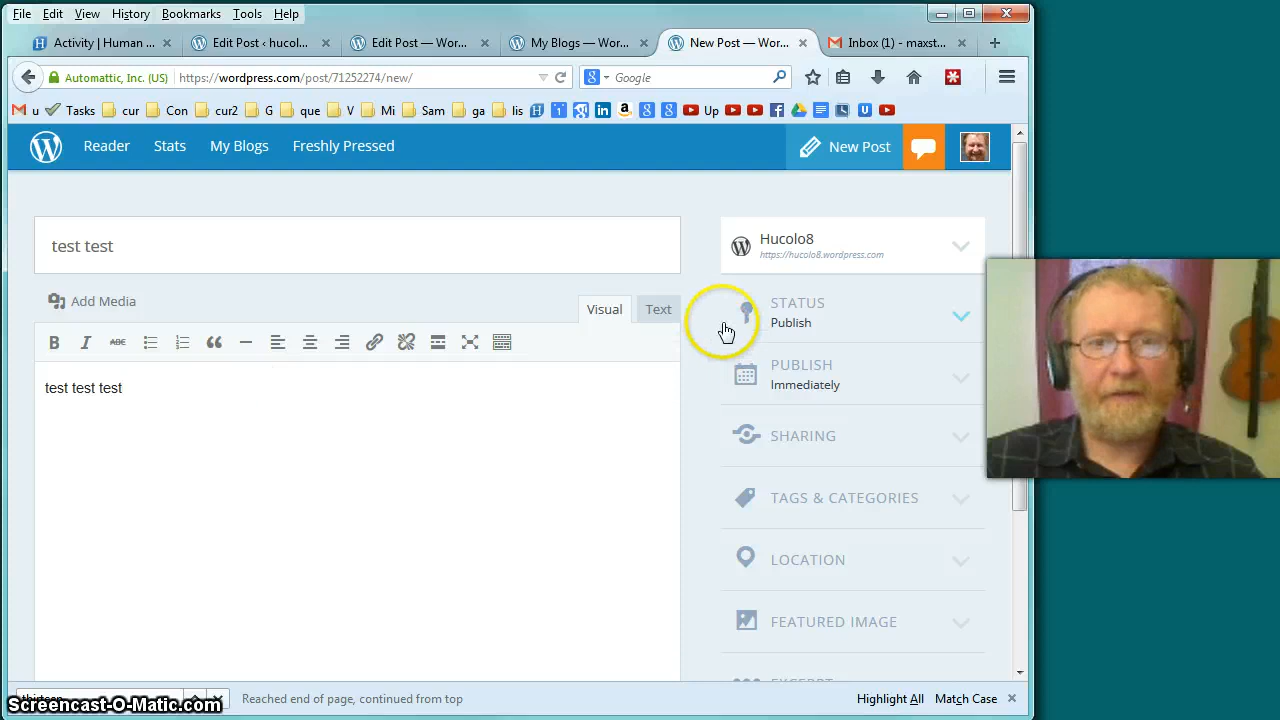 File Edit View History Bookmarks Tools Help
Activity | Human ... Edit Post ‹ hucol... Edit Post — Wor... My Blogs — Wor... New Post — Wor... Inbox (1) - maxst...
Automattic, Inc. (US) https://wordpress.com/post/71252274/new/ Google
u Tasks cur Con cur2 G que V Mi Sam ga lis Up
Reader Stats My Blogs Freshly Pressed New Post
test test
Hucolo8
https://hucolo8.wordpress.com
Add Media Visual Text
STATUS
Publish
B I ABC
PUBLISH
Immediately
test test test
SHARING
TAGS & CATEGORIES
LOCATION
FEATURED IMAGE
EXCERPT
thirteen Reached end of page, continued from top Highlight All Match Case
Screencast-O-Matic.com